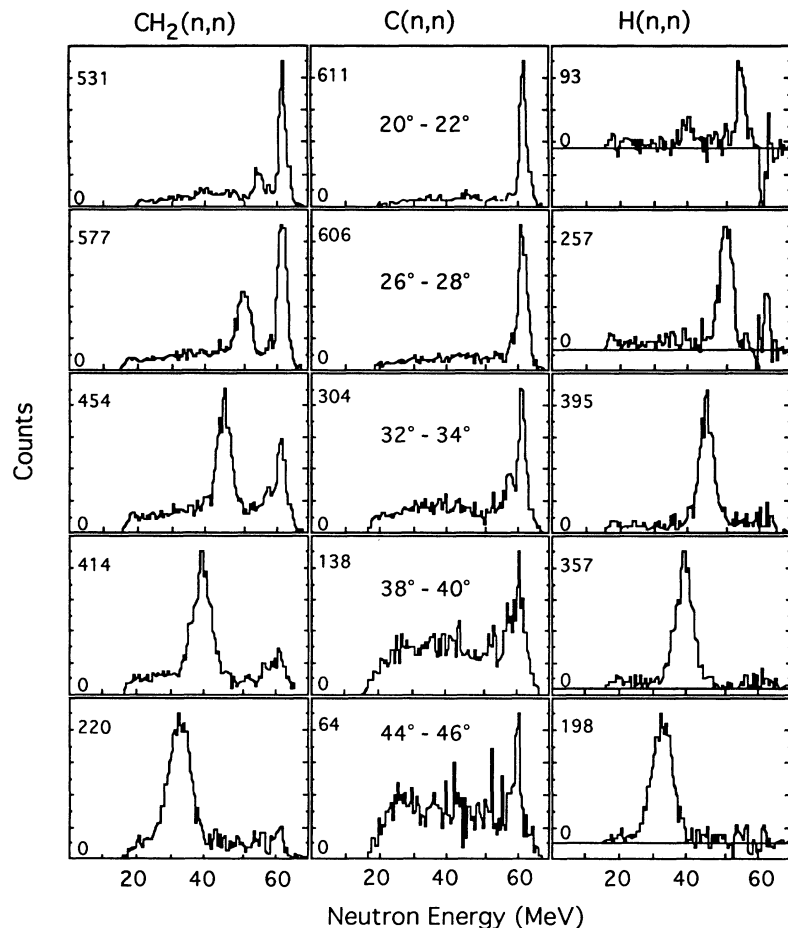 CH2(n,n) C(n,n) H(n,n)
531 611 20° - 22° 93
0 0 0
577 606 26° - 28° 257
0 0 0
454 304 32° - 34° 395
0 0 0
414 138 38° - 40° 357
0 0 0
220 64 44° - 46° 198
0 0 0
20 40 60 20 40 60 20 40 60
Neutron Energy (MeV)
Counts